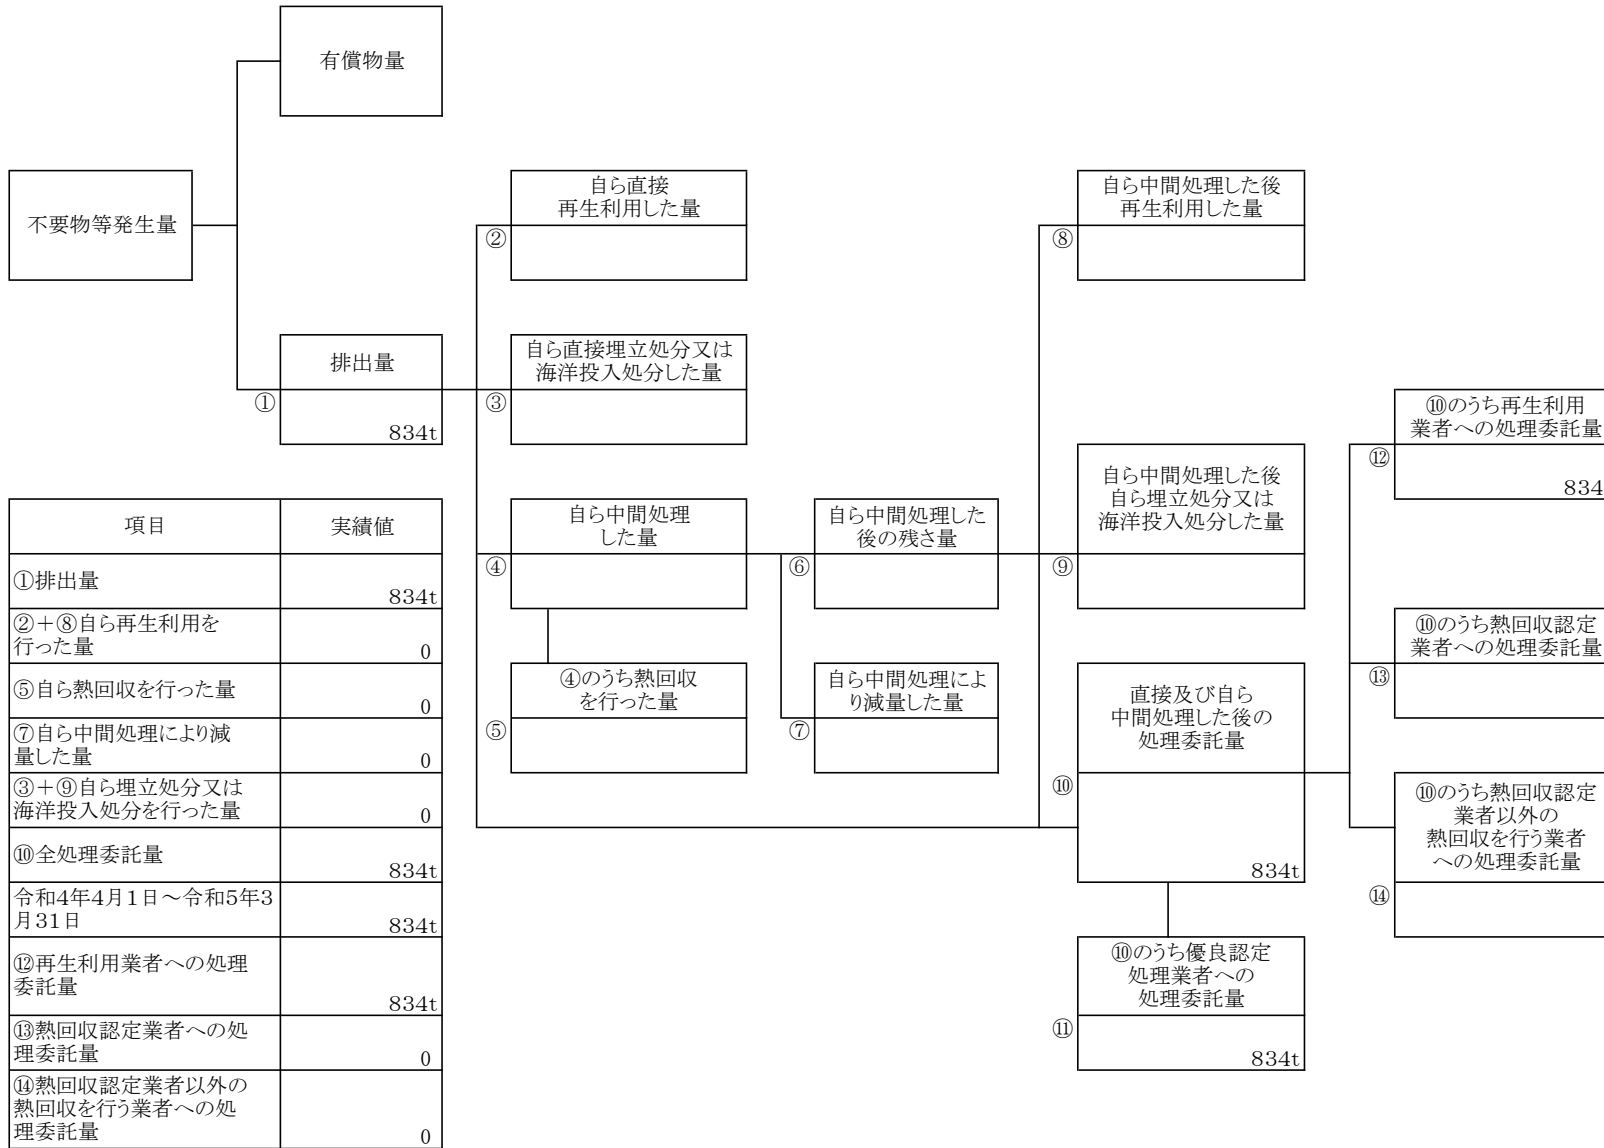 有償物量
不要物等発生量
自ら直接
再生利用した量
②
自ら中間処理した後
再生利用した量
⑧
排出量
①
834t
自ら直接埋立処分又は
海洋投入処分した量
③
⑩のうち再生利用
業者への処理委託量
⑫
834
自ら中間処理
した量
④
自ら中間処理した
後の残さ量
⑥
自ら中間処理した後
自ら埋立処分又は
海洋投入処分した量
⑨
④のうち熱回収
を行った量
⑤
自ら中間処理によ
り減量した量
⑦
直接及び自ら
中間処理した後の
処理委託量
⑩
834t
⑩のうち熱回収認定
業者への処理委託量
⑬
⑩のうち熱回収認定
業者以外の
熱回収を行う業者
への処理委託量
⑭
⑩のうち優良認定
処理業者への
処理委託量
⑪
834t
項目
実績値
①排出量
834t
②+⑧自ら再生利用を
行った量
0
⑤自ら熱回収を行った量
0
⑦自ら中間処理により減
量した量
0
③+⑨自ら埋立処分又は
海洋投入処分を行った量
0
⑩全処理委託量
834t
令和4年4月1日～令和5年3
月31日
834t
⑫再生利用業者への処理
委託量
834t
⑬熱回収認定業者への処
理委託量
0
⑭熱回収認定業者以外の
熱回収を行う業者への処
理委託量
0